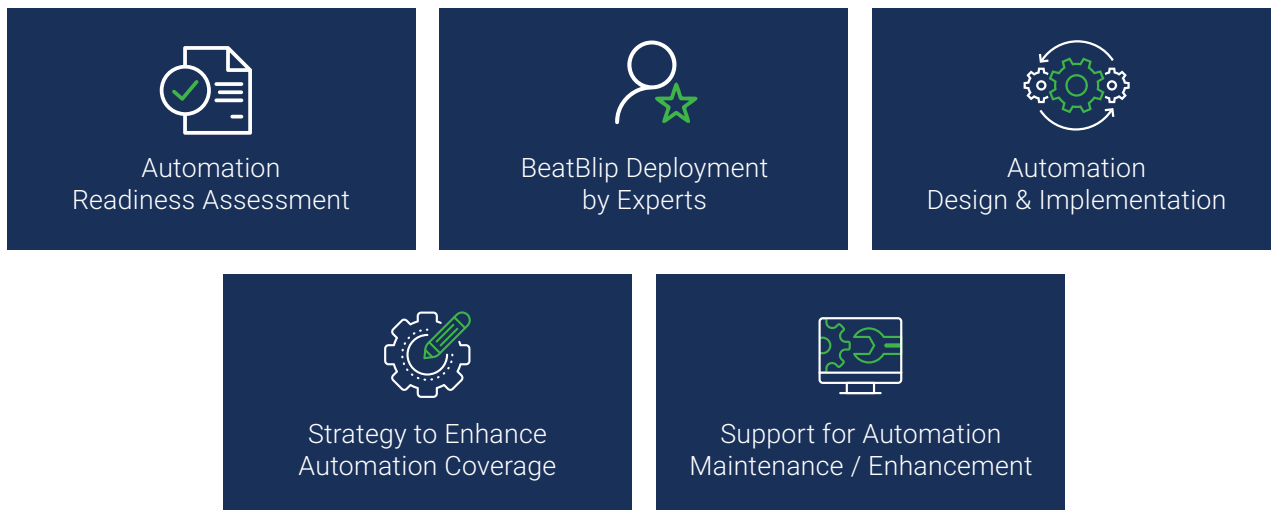 Automation
Readiness Assessment
BeatBlip Deployment
by Experts
Automation
Design & Implementation
Strategy to Enhance
Automation Coverage
Support for Automation
Maintenance / Enhancement